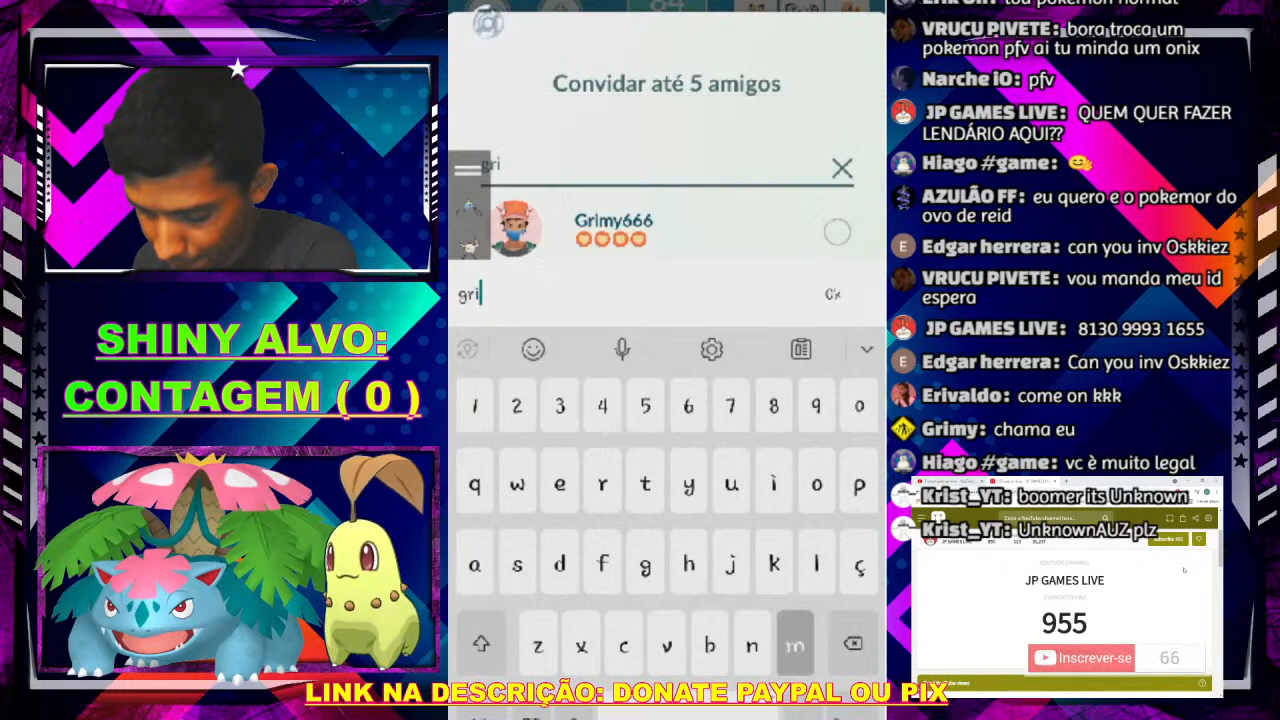 SHINY ALVO:
CONTAGEM ( 0 )
Convidar até 5 amigos
gri
Grimy666
gri
Ok
1 2 3 4 5 6 7 8 9 0
q w e r t y u i o p
a s d f g h j k l ç
z x c v b n m
VRUCU PIVETE: bora troca um
pokemon pfv ai tu minda um onix
Narche iO: pfv
JP GAMES LIVE: QUEM QUER FAZER
LENDÁRIO AQUI??
Hiago #game:
AZULÃO FF: eu quero e o pokemor do
ovo de reid
Edgar herrera: can you inv Oskkiez
VRUCU PIVETE: vou manda meu id
espera
JP GAMES LIVE: 8130 9993 1655
Edgar herrera: Can you inv Oskkiez
Erivaldo: come on kkk
Grimy: chama eu
Hiago #game: vc è muito legal
Krist_YT: boomer its Unknown
Krist_YT: UnknownAUZ plz
JP GAMES LIVE
955
Inscrever-se 66
LINK NA DESCRIÇÃO: DONATE PAYPAL OU PIX